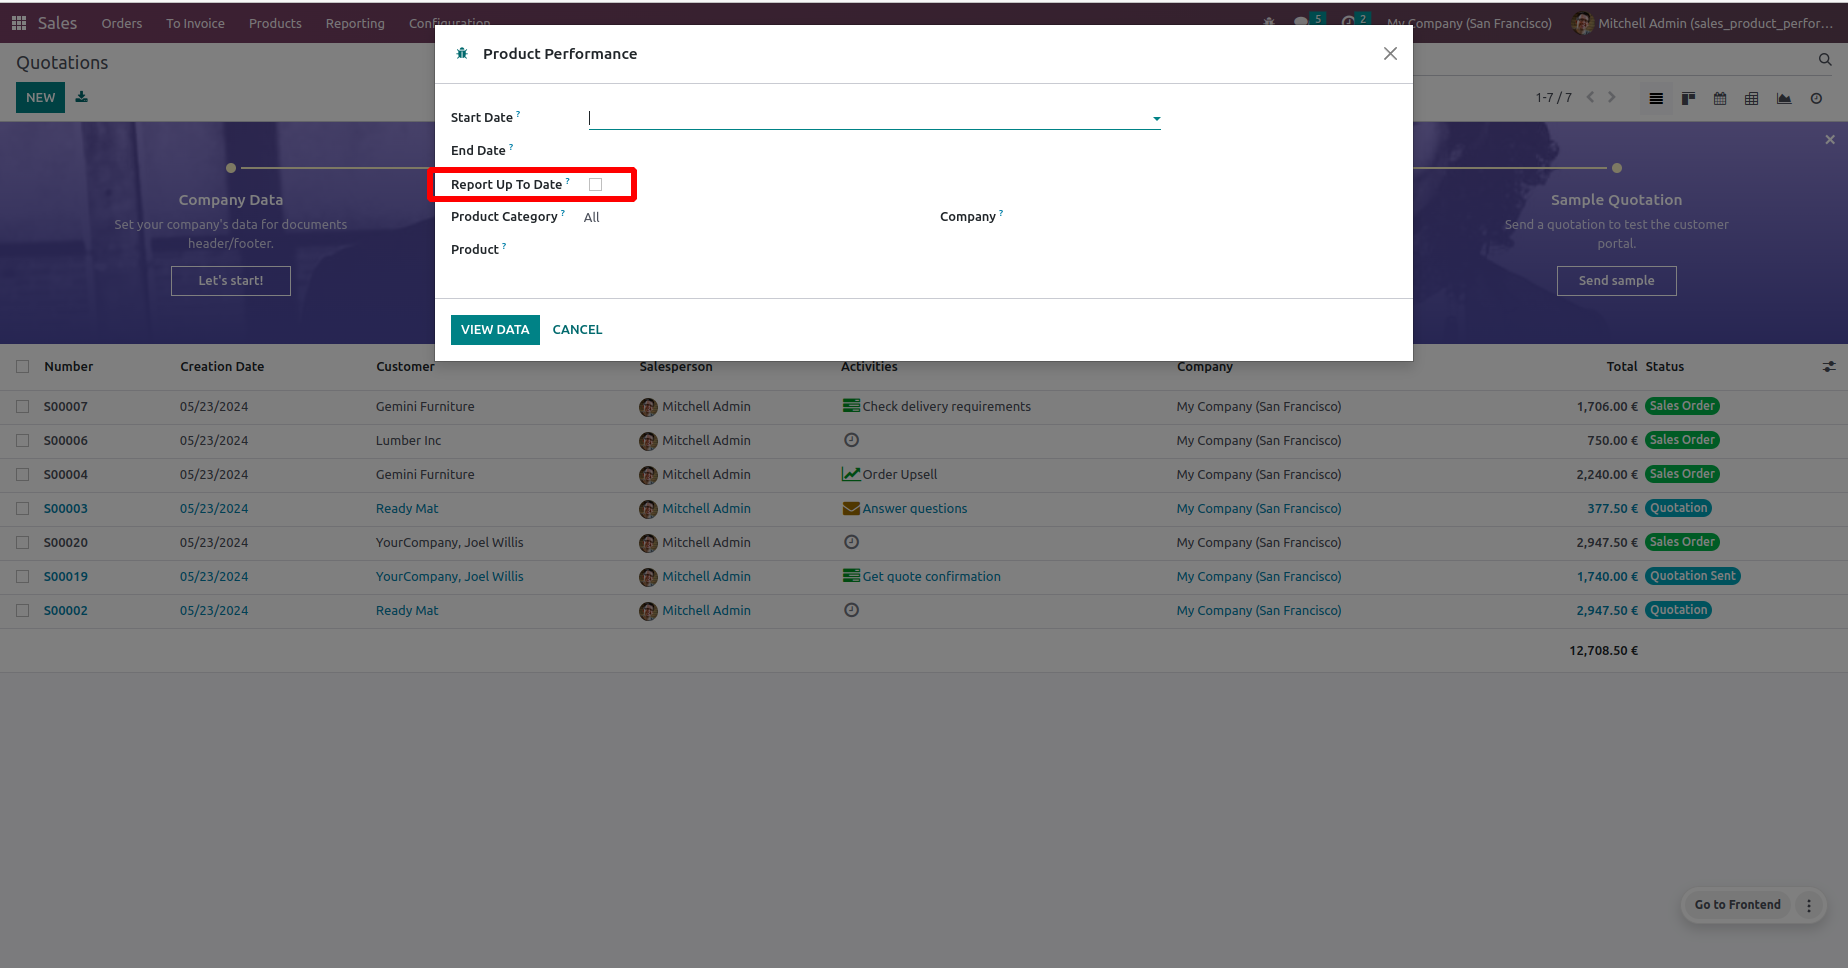 Sales Orders To Invoice Products Reporting Configuration 5 2 My Company (San Francisco) Mitchell Admin (sales_product_perfor...
Quotations
NEW
1-7 / 7
Product Performance
Start Date ?
End Date ?
Report Up To Date ?
Product Category ? All Company ?
Product ?
VIEW DATA CANCEL
Company Data
Set your company's data for documents
header/footer.
Let's start!
Sample Quotation
Send a quotation to test the customer
portal.
Send sample
Number Creation Date Customer Salesperson Activities Company Total Status
S00007 05/23/2024 Gemini Furniture Mitchell Admin Check delivery requirements My Company (San Francisco) 1,706.00 € Sales Order
S00006 05/23/2024 Lumber Inc Mitchell Admin My Company (San Francisco) 750.00 € Sales Order
S00004 05/23/2024 Gemini Furniture Mitchell Admin Order Upsell My Company (San Francisco) 2,240.00 € Sales Order
S00003 05/23/2024 Ready Mat Mitchell Admin Answer questions My Company (San Francisco) 377.50 € Quotation
S00020 05/23/2024 YourCompany, Joel Willis Mitchell Admin My Company (San Francisco) 2,947.50 € Sales Order
S00019 05/23/2024 YourCompany, Joel Willis Mitchell Admin Get quote confirmation My Company (San Francisco) 1,740.00 € Quotation Sent
S00002 05/23/2024 Ready Mat Mitchell Admin My Company (San Francisco) 2,947.50 € Quotation
12,708.50 €
Go to Frontend